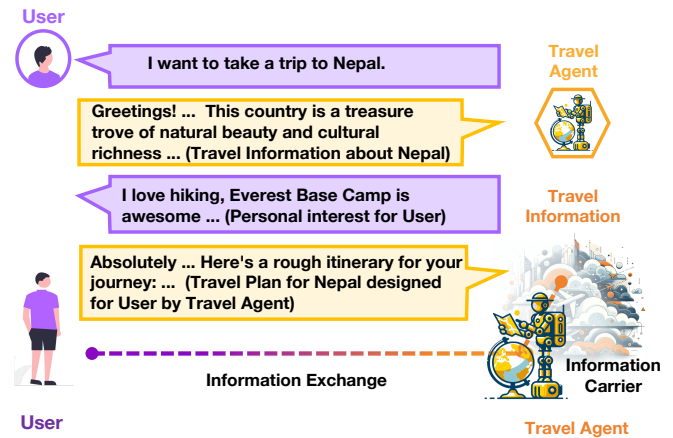 User
I want to take a trip to Nepal.
Travel
Agent
Greetings! ... This country is a treasure
trove of natural beauty and cultural
richness ... (Travel Information about Nepal)
I love hiking, Everest Base Camp is
awesome ... (Personal interest for User)
Travel
Information
Absolutely ... Here's a rough itinerary for your
journey: ... (Travel Plan for Nepal designed
for User by Travel Agent)
Information Exchange
Information
Carrier
User
Travel Agent